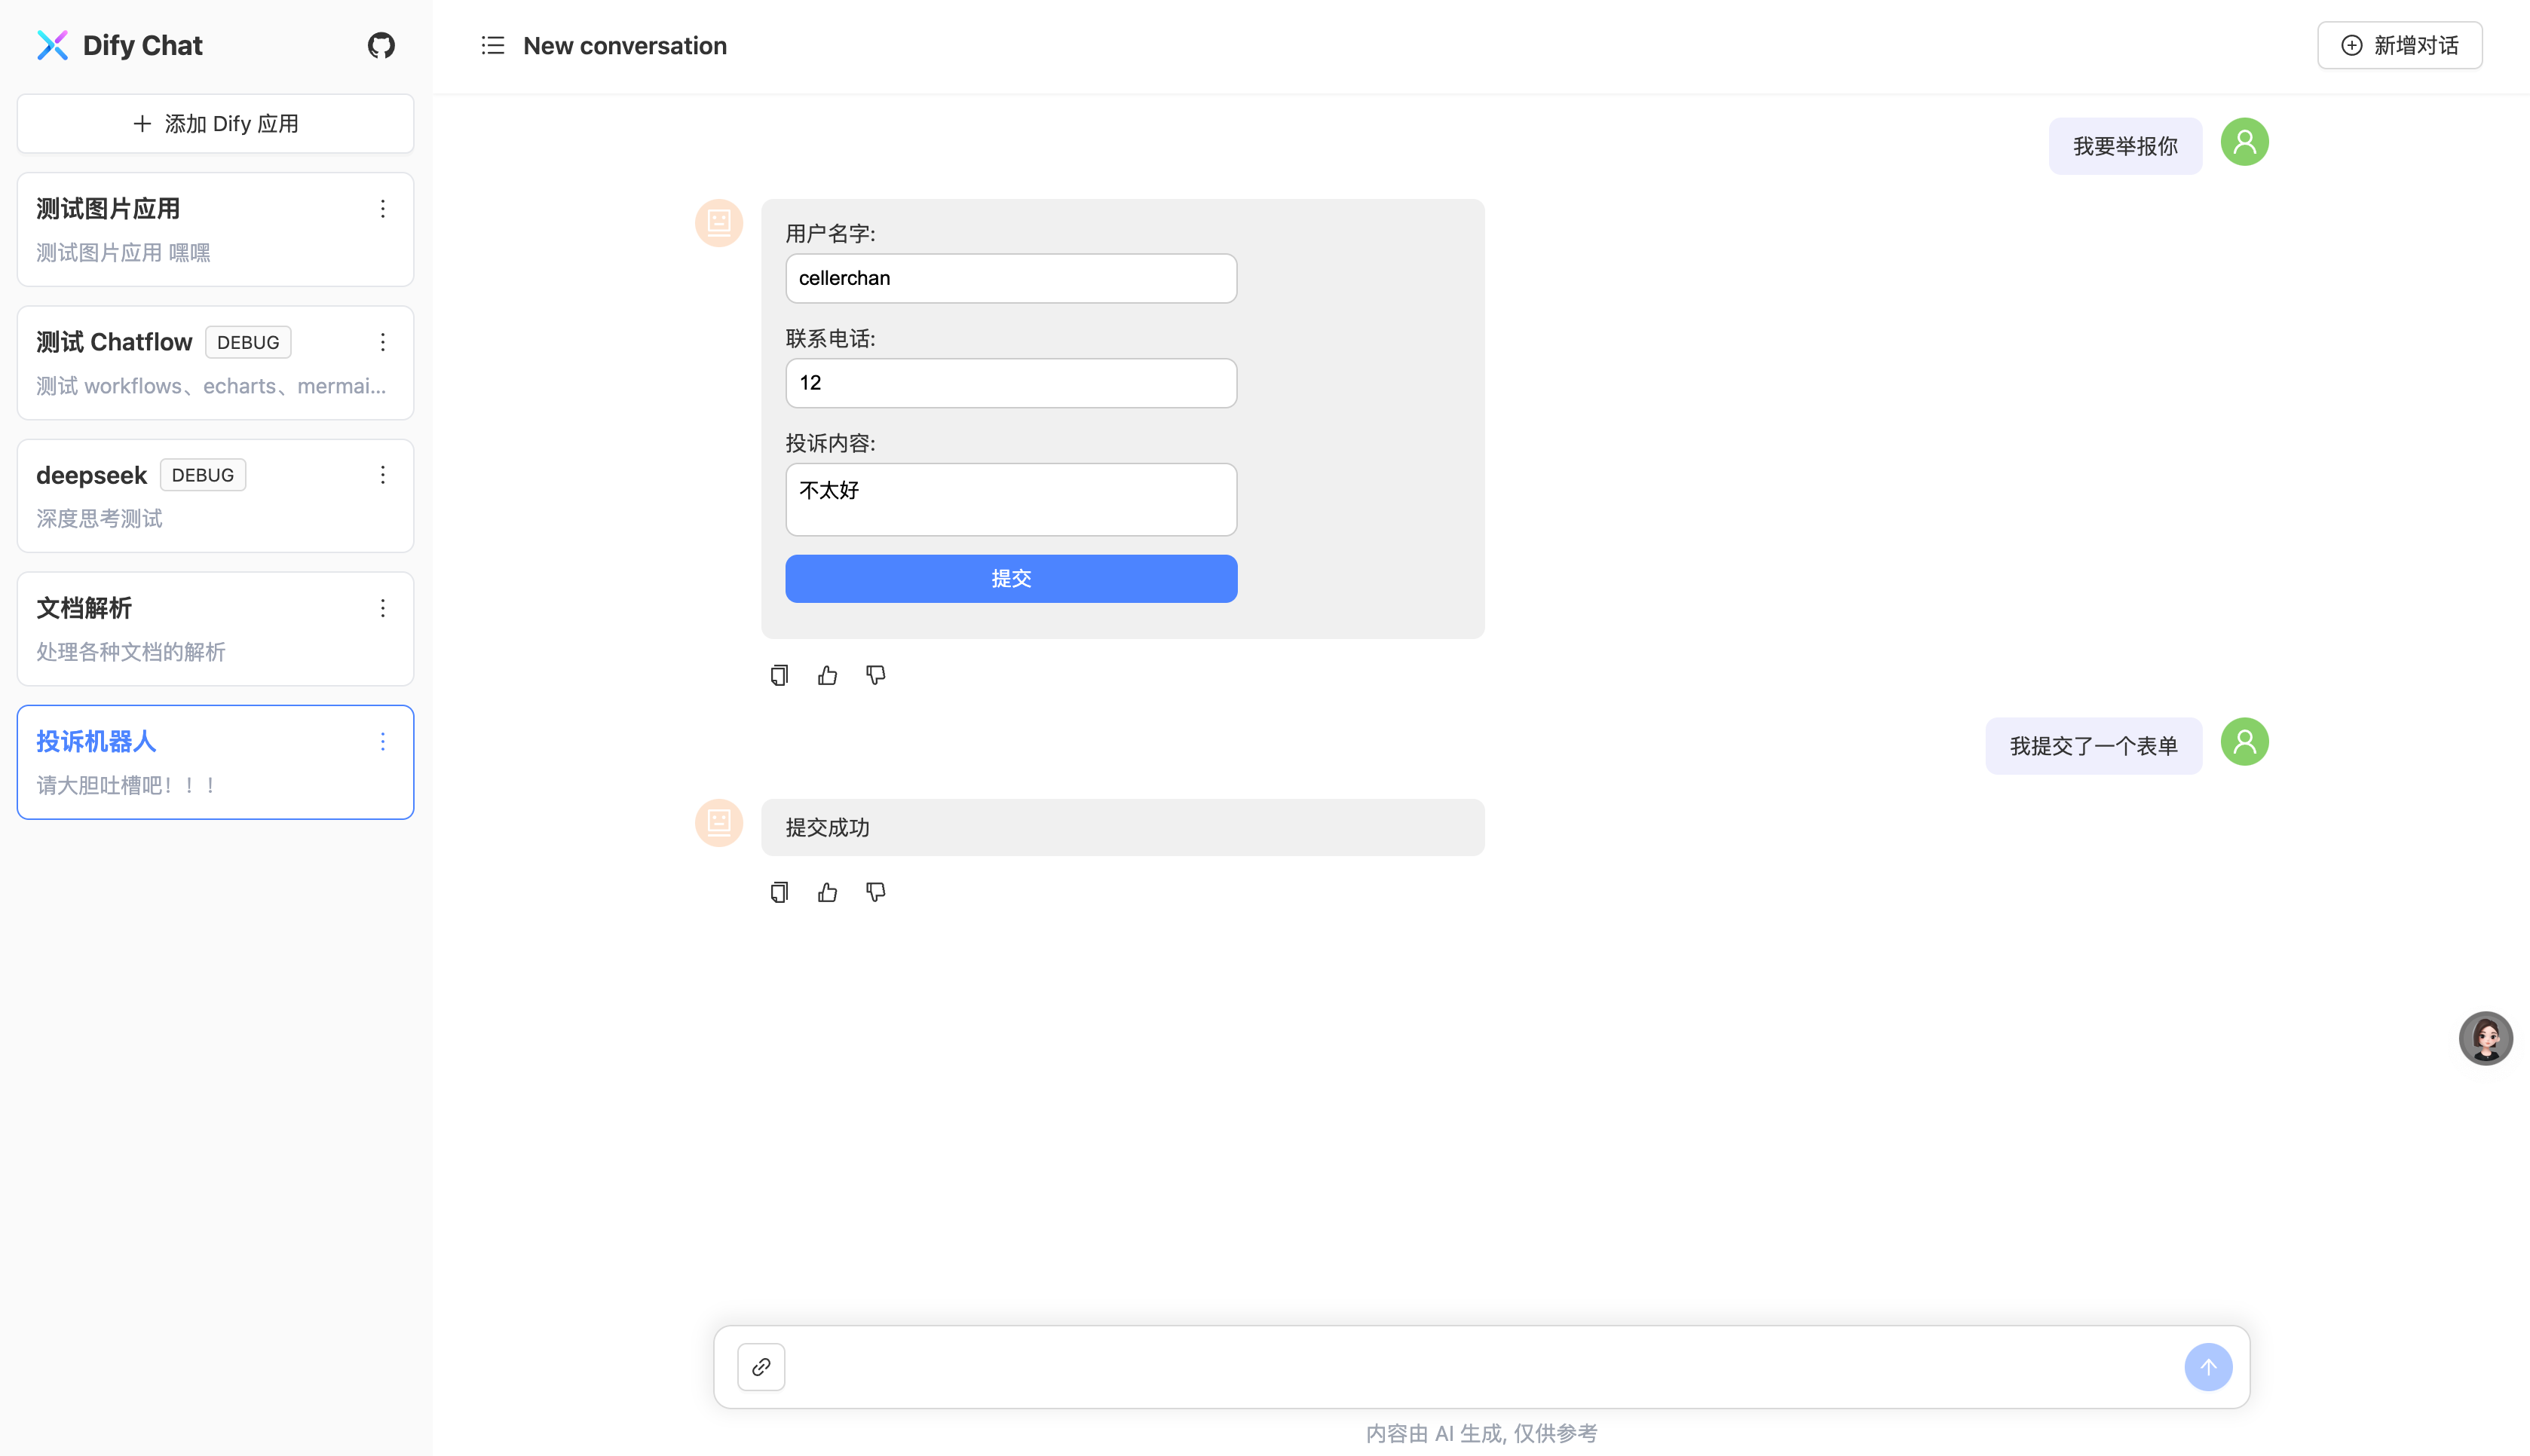 Dify Chat
添加 Dify 应用
测试图片应用
测试图片应用 嘿嘿
测试 Chatflow DEBUG
测试 workflows、echarts、mermai...
deepseek DEBUG
深度思考测试
文档解析
处理各种文档的解析
投诉机器人
请大胆吐槽吧！！！
New conversation
新增对话
我要举报你
用户名字:
cellerchan
联系电话:
12
投诉内容:
不太好
提交
我提交了一个表单
提交成功
内容由 AI 生成, 仅供参考